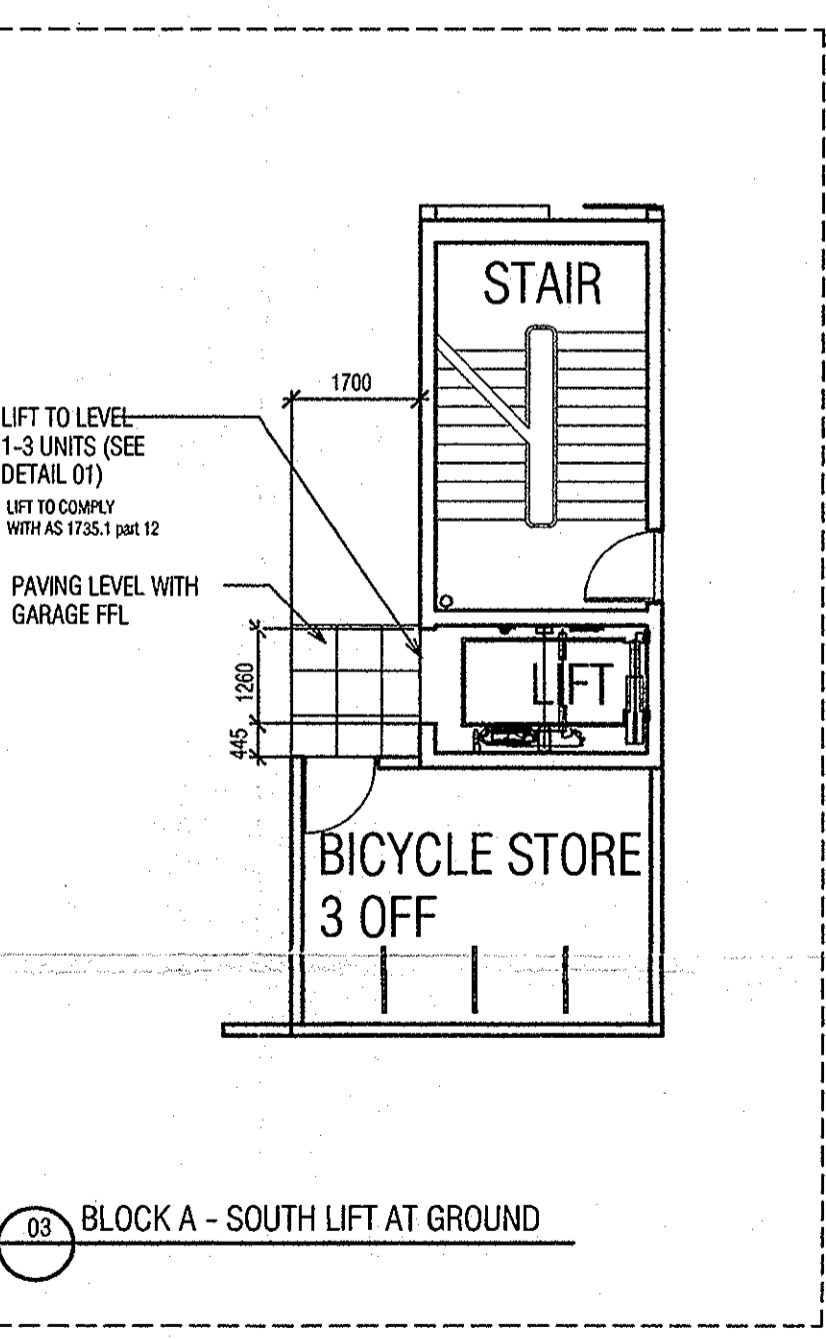 STAIR
1700
LIFT TO LEVEL
1-3 UNITS (SEE
DETAIL 01)
LIFT TO COMPLY
WITH AS 1735.1 part 12
PAVING LEVEL WITH
GARAGE FFL
1260
445
LIFT
BICYCLE STORE
3 OFF
03
BLOCK A - SOUTH LIFT AT GROUND